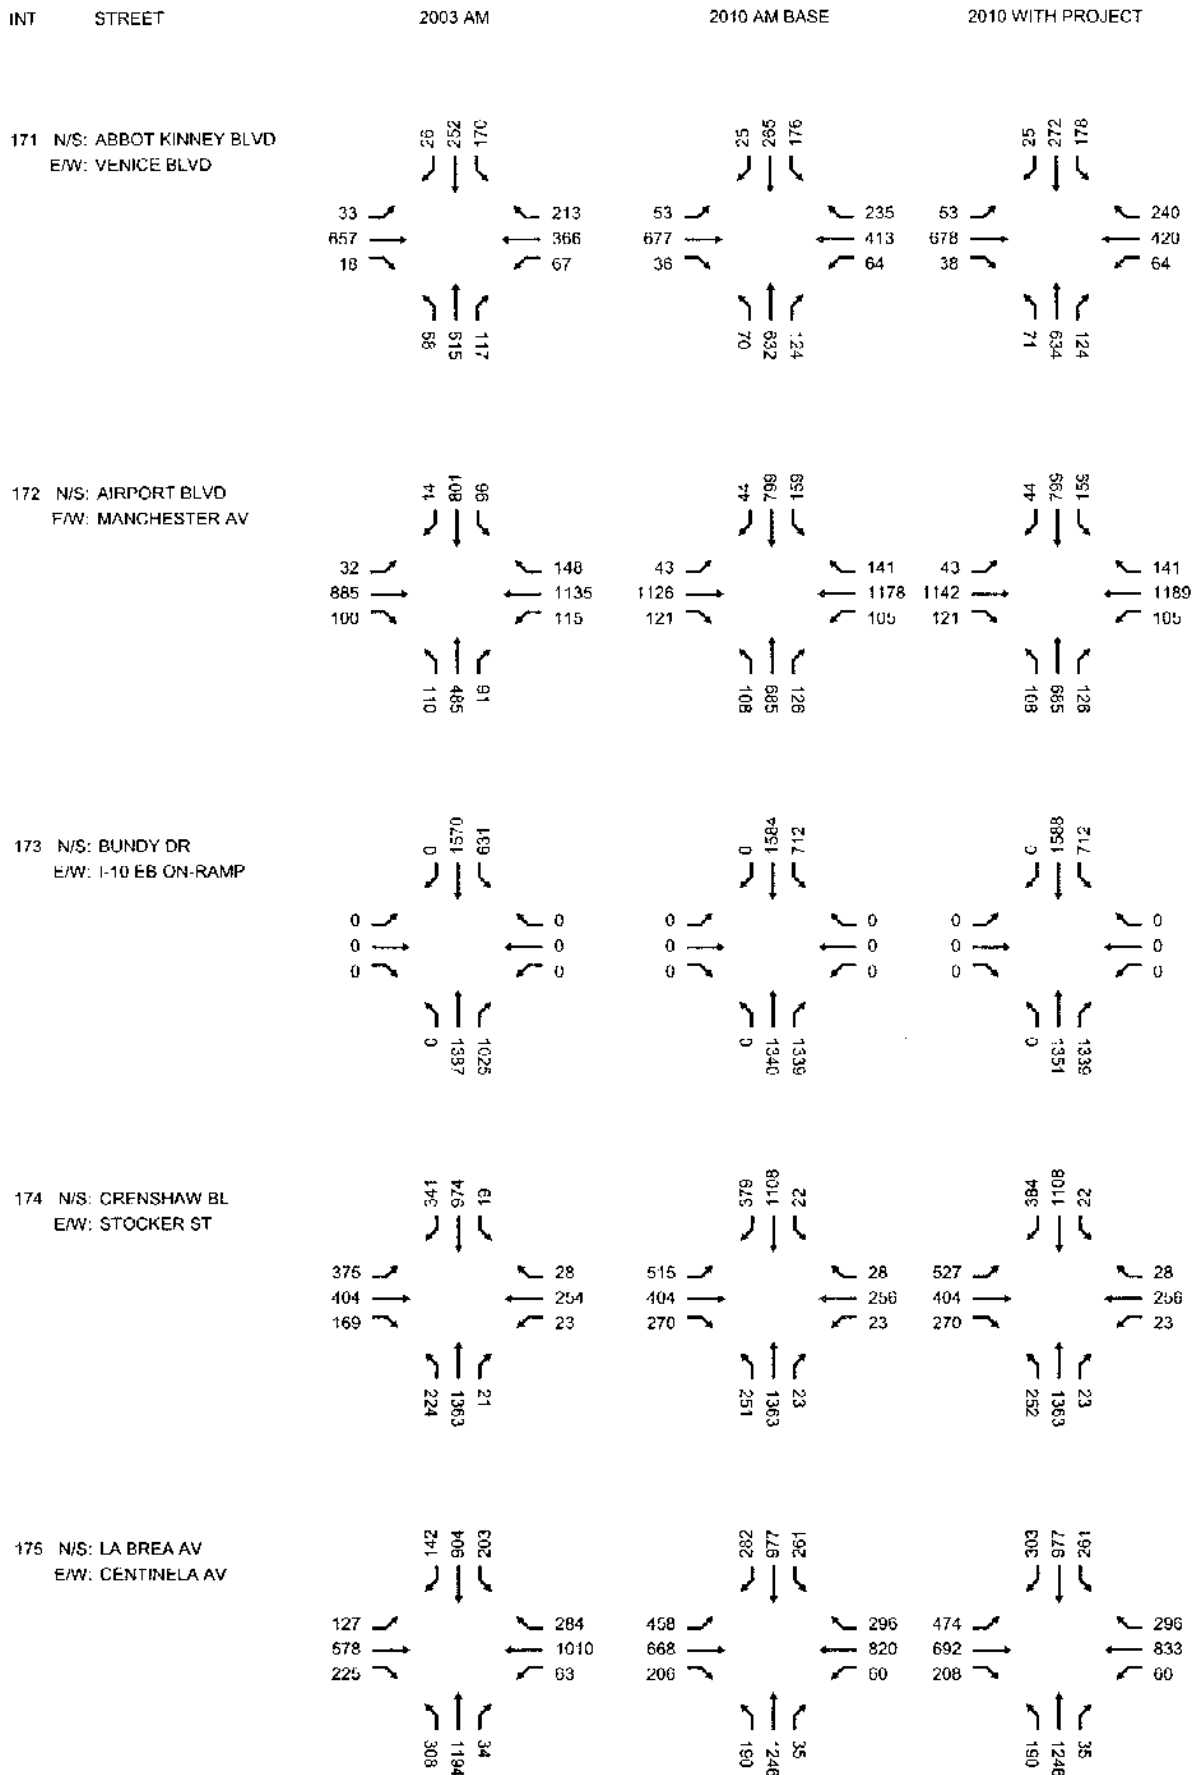 INT STREET 2003 AM 2010 AM BASE 2010 WITH PROJECT
171 N/S: ABBOT KINNEY BLVD
E/W: VENICE BLVD
26 252 170 25 265 176 25 272 178
33 213 53 235 53 240
657 366 677 413 678 420
18 67 36 64 38 64
615 117 70 632 124 71 634 124
172 N/S: AIRPORT BLVD
E/W: MANCHESTER AV
14 801 96 44 44
32 148 43 141 43 141
885 1135 1126 1178 1142 1189
100 115 121 105 121 105
110 485 91 108 685 126 108 685 126
173 N/S: BUNDY DR
E/W: I-10 EB ON-RAMP
0 1570 631 0 1584 712 0 1588 712
0 0 0 0 0 0
0 0 0 0 0 0
0 0 0 0 0 0
0 1387 1025 0 1340 1339 0 1351 1339
174 N/S: CRENSHAW BL
E/W: STOCKER ST
341 974 19 379 1108 22 384 1108 22
375 28 515 28 527 28
404 254 404 256 404 256
169 23 270 23 270 23
224 1363 21 251 1363 23 252 1363 23
175 N/S: LA BREA AV
E/W: CENTINELA AV
142 904 203 282 977 261 303 977 261
127 284 458 296 474 296
678 1010 668 820 692 833
225 63 206 60 208 60
308 1194 34 190 1246 35 190 1246 35